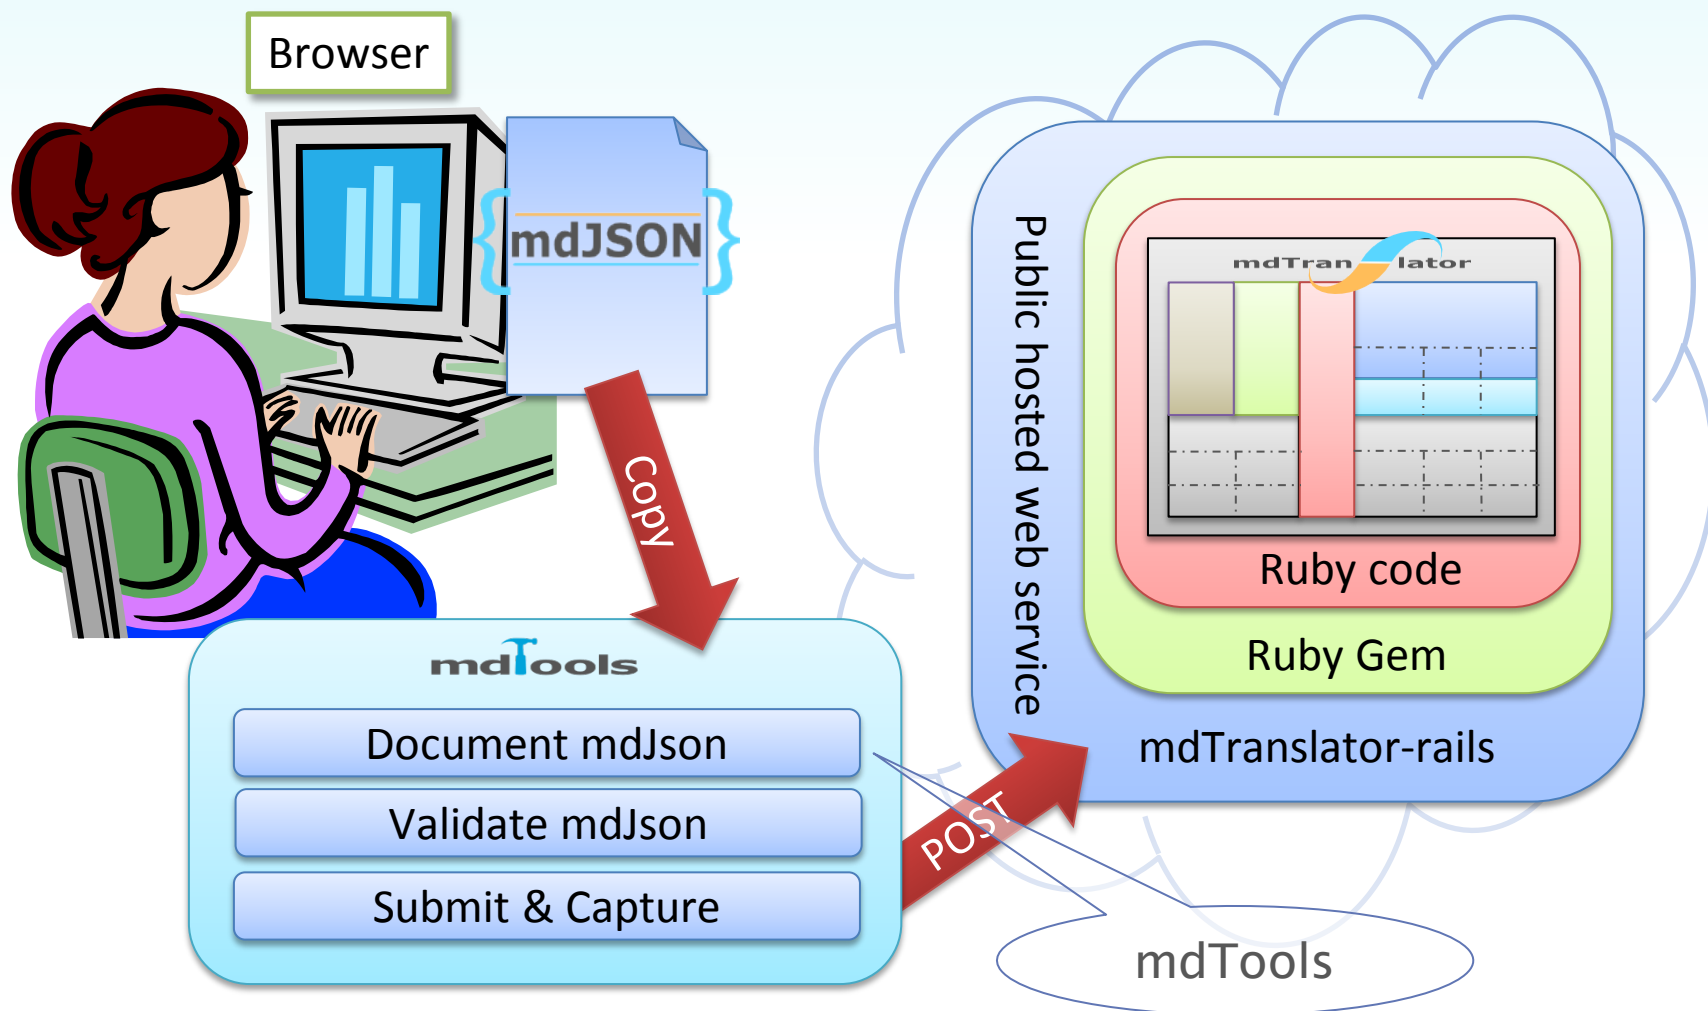 Browser
mdJSON
Copy
mdTools
Document mdJson
Validate mdJson
Submit & Capture
POST
Public hosted web service
mdTranslator
Ruby code
Ruby Gem
mdTranslator-rails
mdTools